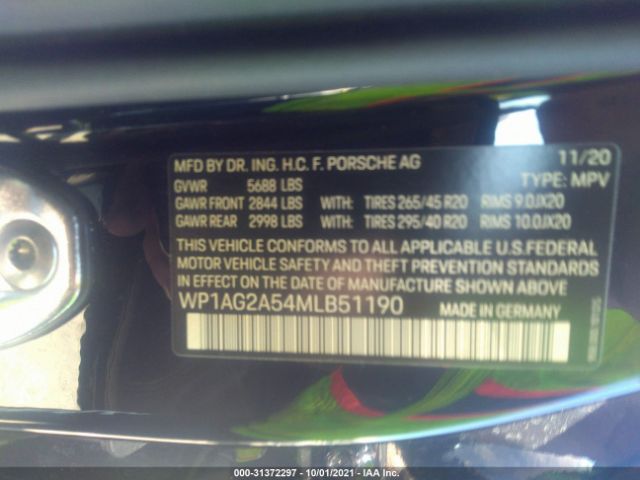 MFD BY DR. ING. H.C. F. PORSCHE AG 11/20
GVWR 5688 LBS TYPE: MPV
GAWR FRONT 2844 LBS WITH: TIRES 265/45 R20 RIMS 9.0JX20
GAWR REAR 2998 LBS WITH: TIRES 295/40 R20 RIMS 10.0JX20
THIS VEHICLE CONFORMS TO ALL APPLICABLE U.S. FEDERAL
MOTOR VEHICLE SAFETY AND THEFT PREVENTION STANDARDS
IN EFFECT ON THE DATE OF MANUFACTURE SHOWN ABOVE
WP1AG2A54MLB51190 MADE IN GERMANY
000-31372297 - 10/01/2021 - IAA Inc.